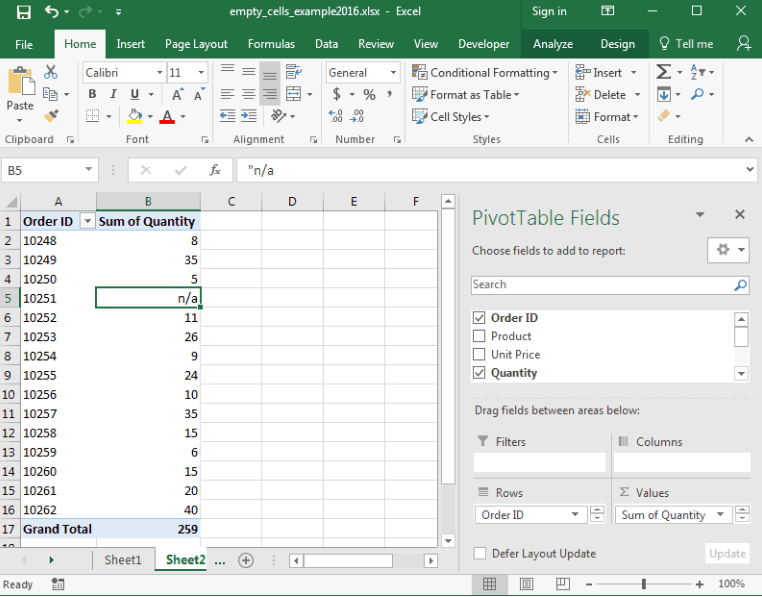 empty_cells_example2016.xlsx - Excel Sign in
File Home Insert Page Layout Formulas Data Review View Developer Analyze Design Tell me
Calibri 11 General Conditional Formatting Insert Σ
Paste B I U A A $ % , Format as Table Delete
A Cell Styles Format
Clipboard Font Alignment Number Styles Cells Editing
B5 fx "n/a
A B C D E F
1 Order ID Sum of Quantity
2 10248 8
3 10249 35
4 10250 5
5 10251 n/a
6 10252 11
7 10253 26
8 10254 9
9 10255 24
10 10256 10
11 10257 35
12 10258 15
13 10259 6
14 10260 15
15 10261 20
16 10262 40
17 Grand Total 259
PivotTable Fields
Choose fields to add to report:
Search
Order ID
Product
Unit Price
Quantity
Drag fields between areas below:
Filters Columns
Rows Σ Values
Order ID Sum of Quantity
Defer Layout Update Update
Sheet1 Sheet2 ...
Ready 100%